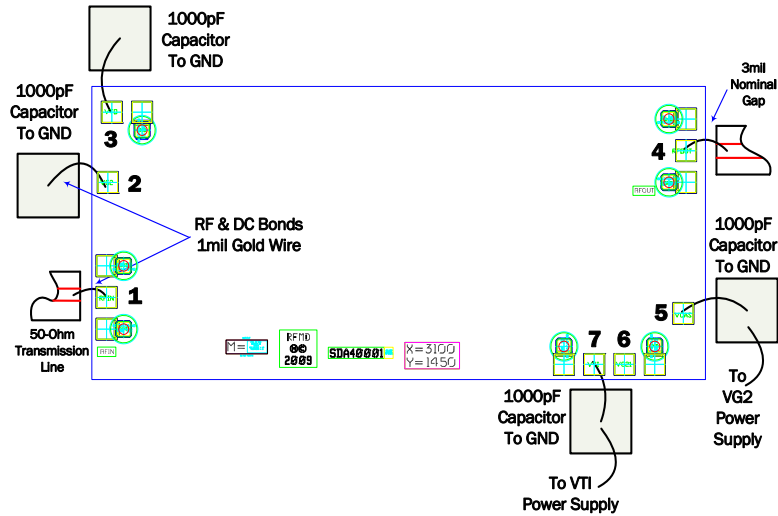 1000pF
Capacitor
To GND
3mil
Nominal
Gap
1000pF
Capacitor
To GND
3
4
2
RFOUT
RF & DC Bonds
1mil Gold Wire
1000pF
Capacitor
To GND
1
5
50-Ohm
Transmission
Line
RFIN
M=
RFMD
©
2009
SDA40001
X=3100
Y=1450
7
6
1000pF
Capacitor
To GND
To
VG2
Power
Supply
To VTI
Power Supply